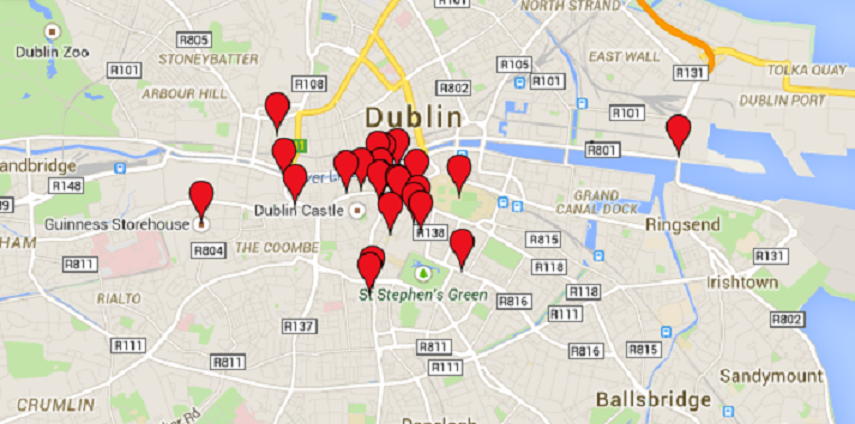 NORTH STRAND
R805
Dublin Zoo
STONEYBATTER
EAST WALL
R105
R101
R131
TOLKA QUAY
R101
R108
R802
ARBOUR HILL
DUBLIN PORT
R101
Dublin
R801
andbridge
R148
GRAND
CANAL DOCK
Dublin Castle
Guinness Storehouse
Ringsend
R138
HAM
R804
THE COOMBE
R815
R811
R118
R131
Irishtown
RIALTO
St Stephen's Green
R118
R816
R111
R802
R137
R111
R811
R811
R816
R815
R111
Sandymount
CRUMLIN
Ballsbridge
Rd